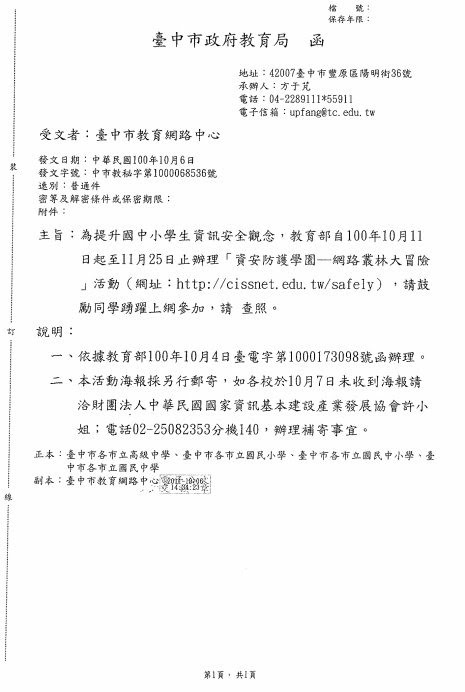 檔　　號：
保存年限：
臺中市政府教育局　函
地址：42007臺中市豐原區陽明街36號
承辦人：方于芃
電話：04-2289111*55911
電子信箱：upfang@tc.edu.tw
受文者：臺中市教育網路中心
發文日期：中華民國100年10月6日
發文字號：中市教秘字第1000068536號
速別：普通件
密等及解密條件或保密期限：
附件：
主旨：為提升國中小學生資訊安全觀念，教育部自100年10月11
日起至11月25日止辦理「資安防護學園—網路叢林大冒險
」活動（網址：http://cissnet.edu.tw/safely），請鼓
勵同學踴躍上網參加，請 查照。
說明：
一、依據教育部100年10月4日臺電字第1000173098號函辦理。
二、本活動海報採另行郵寄，如各校於10月7日未收到海報請
洽財團法人中華民國國家資訊基本建設產業發展協會許小
姐；電話02-25082353分機140，辦理補寄事宜。
正本：臺中市各市立高級中學、臺中市各市立國民小學、臺中市各市立國民中小學、臺
中市各市立國民中學
副本：臺中市教育網路中心
2011-10-06
14:34:23
裝
訂
線
第1頁，共1頁